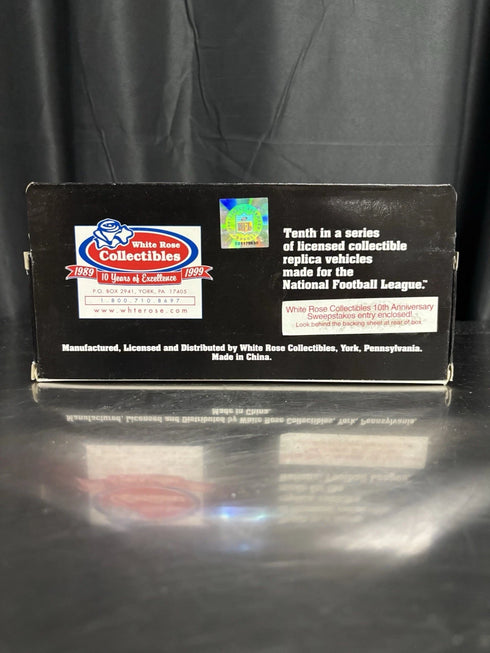 White Rose
Collectibles
1989 10 Years of Excellence 1999
P.O. BOX 2941, YORK, PA 17405
1.800.710.8697
www.whterose.com
NFL
Tenth in a series
of licensed collectible
replica vehicles
made for the
National Football League.™
White Rose Collectibles 10th Anniversary
Sweepstakes entry enclosed!
Look behind the backing sheet at rear of box.
Manufactured, Licensed and Distributed by White Rose Collectibles, York, Pennsylvania.
Made in China.